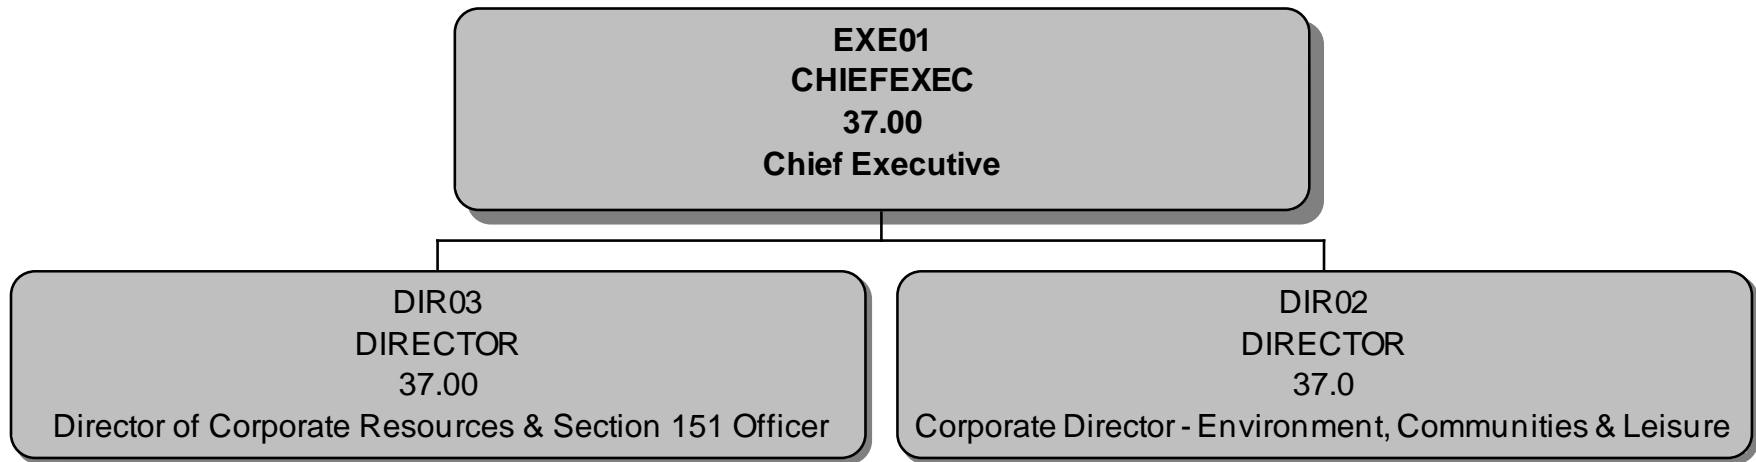 EXE01
CHIEFEXEC
37.00
Chief Executive
DIR03
DIRECTOR
37.00
Director of Corporate Resources & Section 151 Officer
DIR02
DIRECTOR
37.0
Corporate Director - Environment, Communities & Leisure